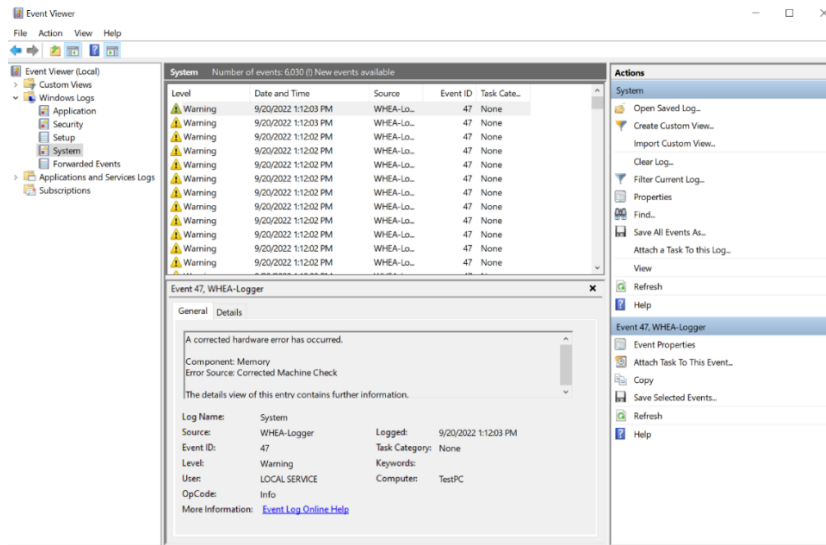 Event Viewer
File Action View Help
Event Viewer (Local)
Custom Views
Windows Logs
Application
Security
Setup
System
Forwarded Events
Applications and Services Logs
Subscriptions
System Number of events: 6,030 (!) New events available
Level Date and Time Source Event ID Task Cate...
Warning 9/20/2022 1:12:03 PM WHEA-Lo... 47 None
Warning 9/20/2022 1:12:03 PM WHEA-Lo... 47 None
Warning 9/20/2022 1:12:03 PM WHEA-Lo... 47 None
Warning 9/20/2022 1:12:03 PM WHEA-Lo... 47 None
Warning 9/20/2022 1:12:03 PM WHEA-Lo... 47 None
Warning 9/20/2022 1:12:02 PM WHEA-Lo... 47 None
Warning 9/20/2022 1:12:02 PM WHEA-Lo... 47 None
Warning 9/20/2022 1:12:02 PM WHEA-Lo... 47 None
Warning 9/20/2022 1:12:02 PM WHEA-Lo... 47 None
Warning 9/20/2022 1:12:02 PM WHEA-Lo... 47 None
Warning 9/20/2022 1:12:02 PM WHEA-Lo... 47 None
Warning 9/20/2022 1:12:02 PM WHEA-Lo... 47 None
Event 47, WHEA-Logger
General Details
A corrected hardware error has occurred.
Component: Memory
Error Source: Corrected Machine Check
The details view of this entry contains further information.
Log Name: System
Source: WHEA-Logger Logged: 9/20/2022 1:12:03 PM
Event ID: 47 Task Category: None
Level: Warning Keywords:
User: LOCAL SERVICE Computer: TestPC
OpCode: Info
More Information: Event Log Online Help
Actions
System
Open Saved Log...
Create Custom View...
Import Custom View...
Clear Log...
Filter Current Log...
Properties
Find...
Save All Events As...
Attach a Task To this Log...
View
Refresh
Help
Event 47, WHEA-Logger
Event Properties
Attach Task To This Event...
Copy
Save Selected Events...
Refresh
Help